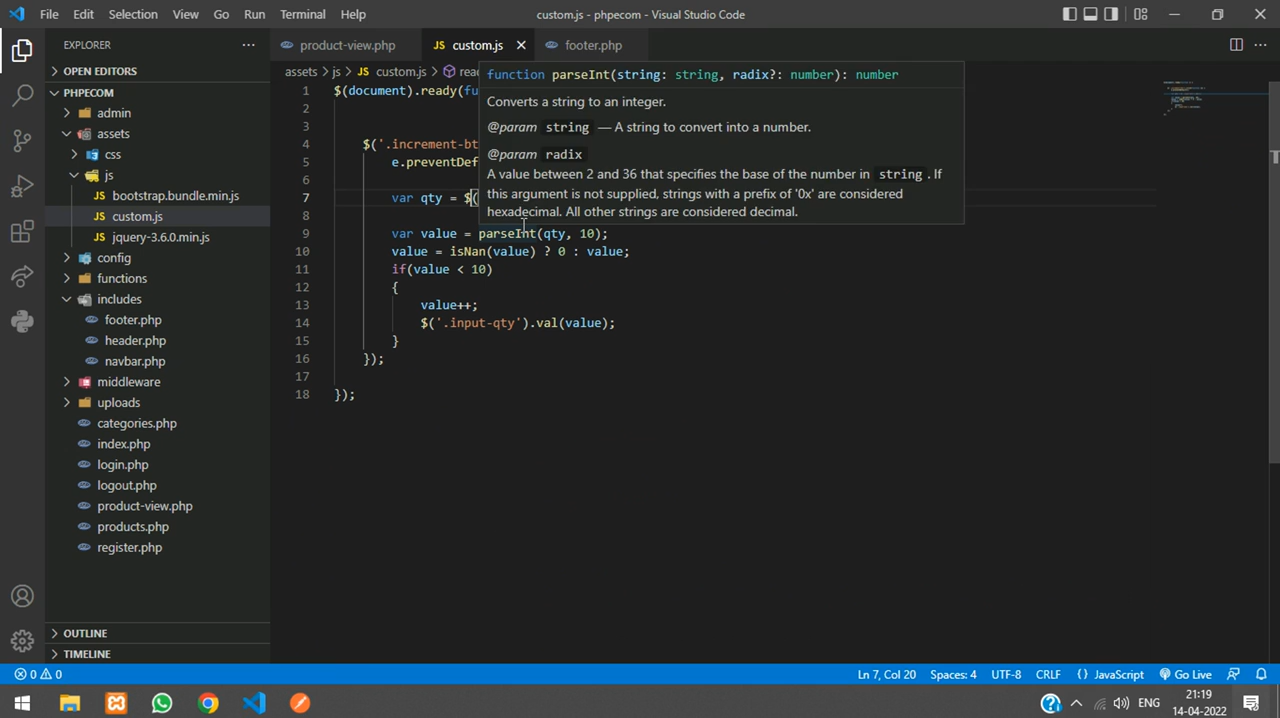 File Edit Selection View Go Run Terminal Help custom.js - phpecom - Visual Studio Code
EXPLORER
product-view.php JS custom.js footer.php
OPEN EDITORS
assets > js > JS custom.js >
PHPECOM
admin
assets
css
js
JS bootstrap.bundle.min.js
JS custom.js
JS jquery-3.6.0.min.js
config
functions
includes
footer.php
header.php
navbar.php
middleware
uploads
categories.php
index.php
login.php
logout.php
product-view.php
products.php
register.php
OUTLINE
TIMELINE
function parseInt(string: string, radix?: number): number
Converts a string to an integer.
@param string — A string to convert into a number.
@param radix
A value between 2 and 36 that specifies the base of the number in string. If
this argument is not supplied, strings with a prefix of '0x' are considered
hexadecimal. All other strings are considered decimal.
1 $(document).ready(fu
2
3
4 $('.increment-bt
5 e.preventDef
6
7 var qty = $(
8
9 var value = parseInt(qty, 10);
10 value = isNan(value) ? 0 : value;
11 if(value < 10)
12 {
13 value++;
14 $('.input-qty').val(value);
15 }
16 });
17
18 });
0 0 Ln 7, Col 20 Spaces: 4 UTF-8 CRLF {} JavaScript Go Live
ENG 21:19
14-04-2022